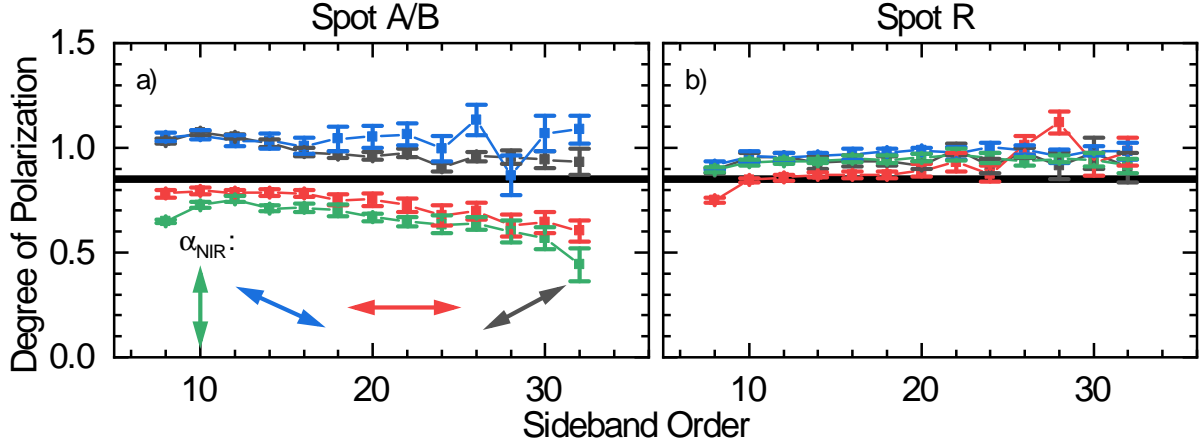 Spot A/B
Spot R
Degree of Polarization
1.5
1.0
0.5
0.0
a)
b)
αNIR:
10
20
30
10
20
30
Sideband Order